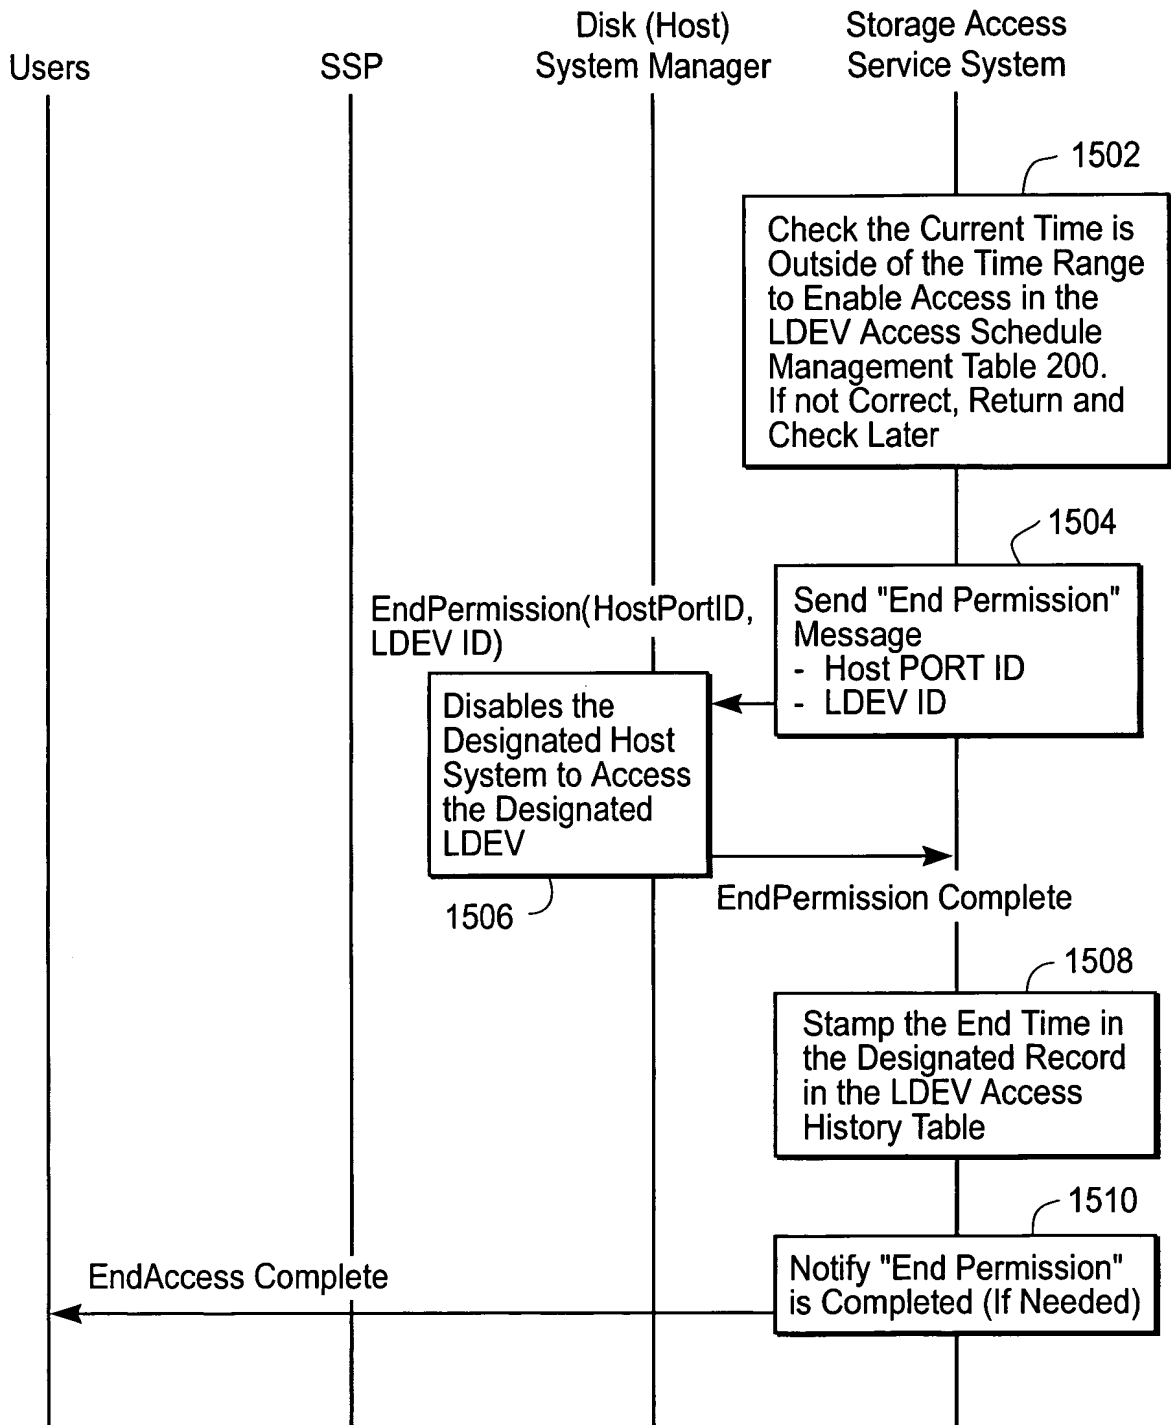 Users
SSP
Disk (Host)
System Manager
Storage Access
Service System
1502
Check the Current Time is
Outside of the Time Range
to Enable Access in the
LDEV Access Schedule
Management Table 200.
If not Correct, Return and
Check Later
1504
Send "End Permission"
Message
- Host PORT ID
- LDEV ID
EndPermission(HostPortID,
LDEV ID)
Disables the
Designated Host
System to Access
the Designated
LDEV
1506
EndPermission Complete
1508
Stamp the End Time in
the Designated Record
in the LDEV Access
History Table
1510
Notify "End Permission"
is Completed (If Needed)
EndAccess Complete